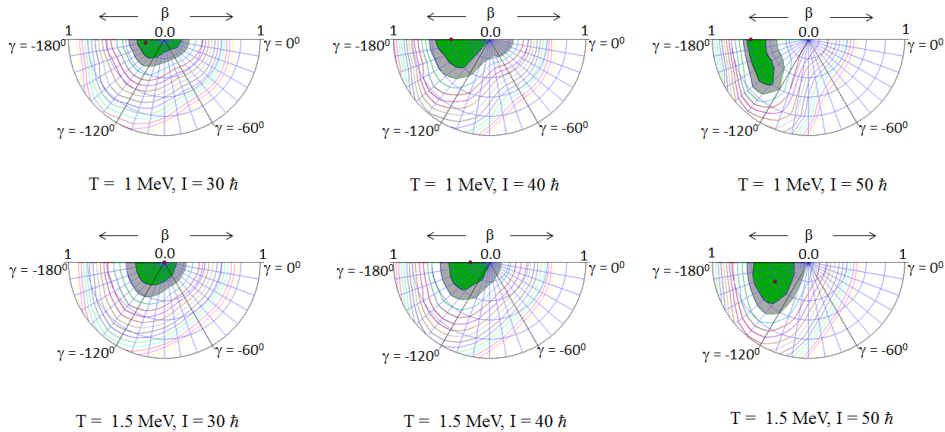 β
β
β
1 0.0 1
1 0.0 1
1 0.0 1
γ = -180⁰ γ = 0⁰
γ = -180⁰ γ = 0⁰
γ = -180⁰ γ = 0⁰
γ = -120⁰ γ = -60⁰
γ = -120⁰ γ = -60⁰
γ = -120⁰ γ = -60⁰
T = 1 MeV, I = 30 ħ
T = 1 MeV, I = 40 ħ
T = 1 MeV, I = 50 ħ
β
β
β
1 0.0 1
1 0.0 1
1 0.0 1
γ = -180⁰ γ = 0⁰
γ = -180⁰ γ = 0⁰
γ = -180⁰ γ = 0⁰
γ = -120⁰ γ = -60⁰
γ = -120⁰ γ = -60⁰
γ = -120⁰ γ = -60⁰
T = 1.5 MeV, I = 30 ħ
T = 1.5 MeV, I = 40 ħ
T = 1.5 MeV, I = 50 ħ